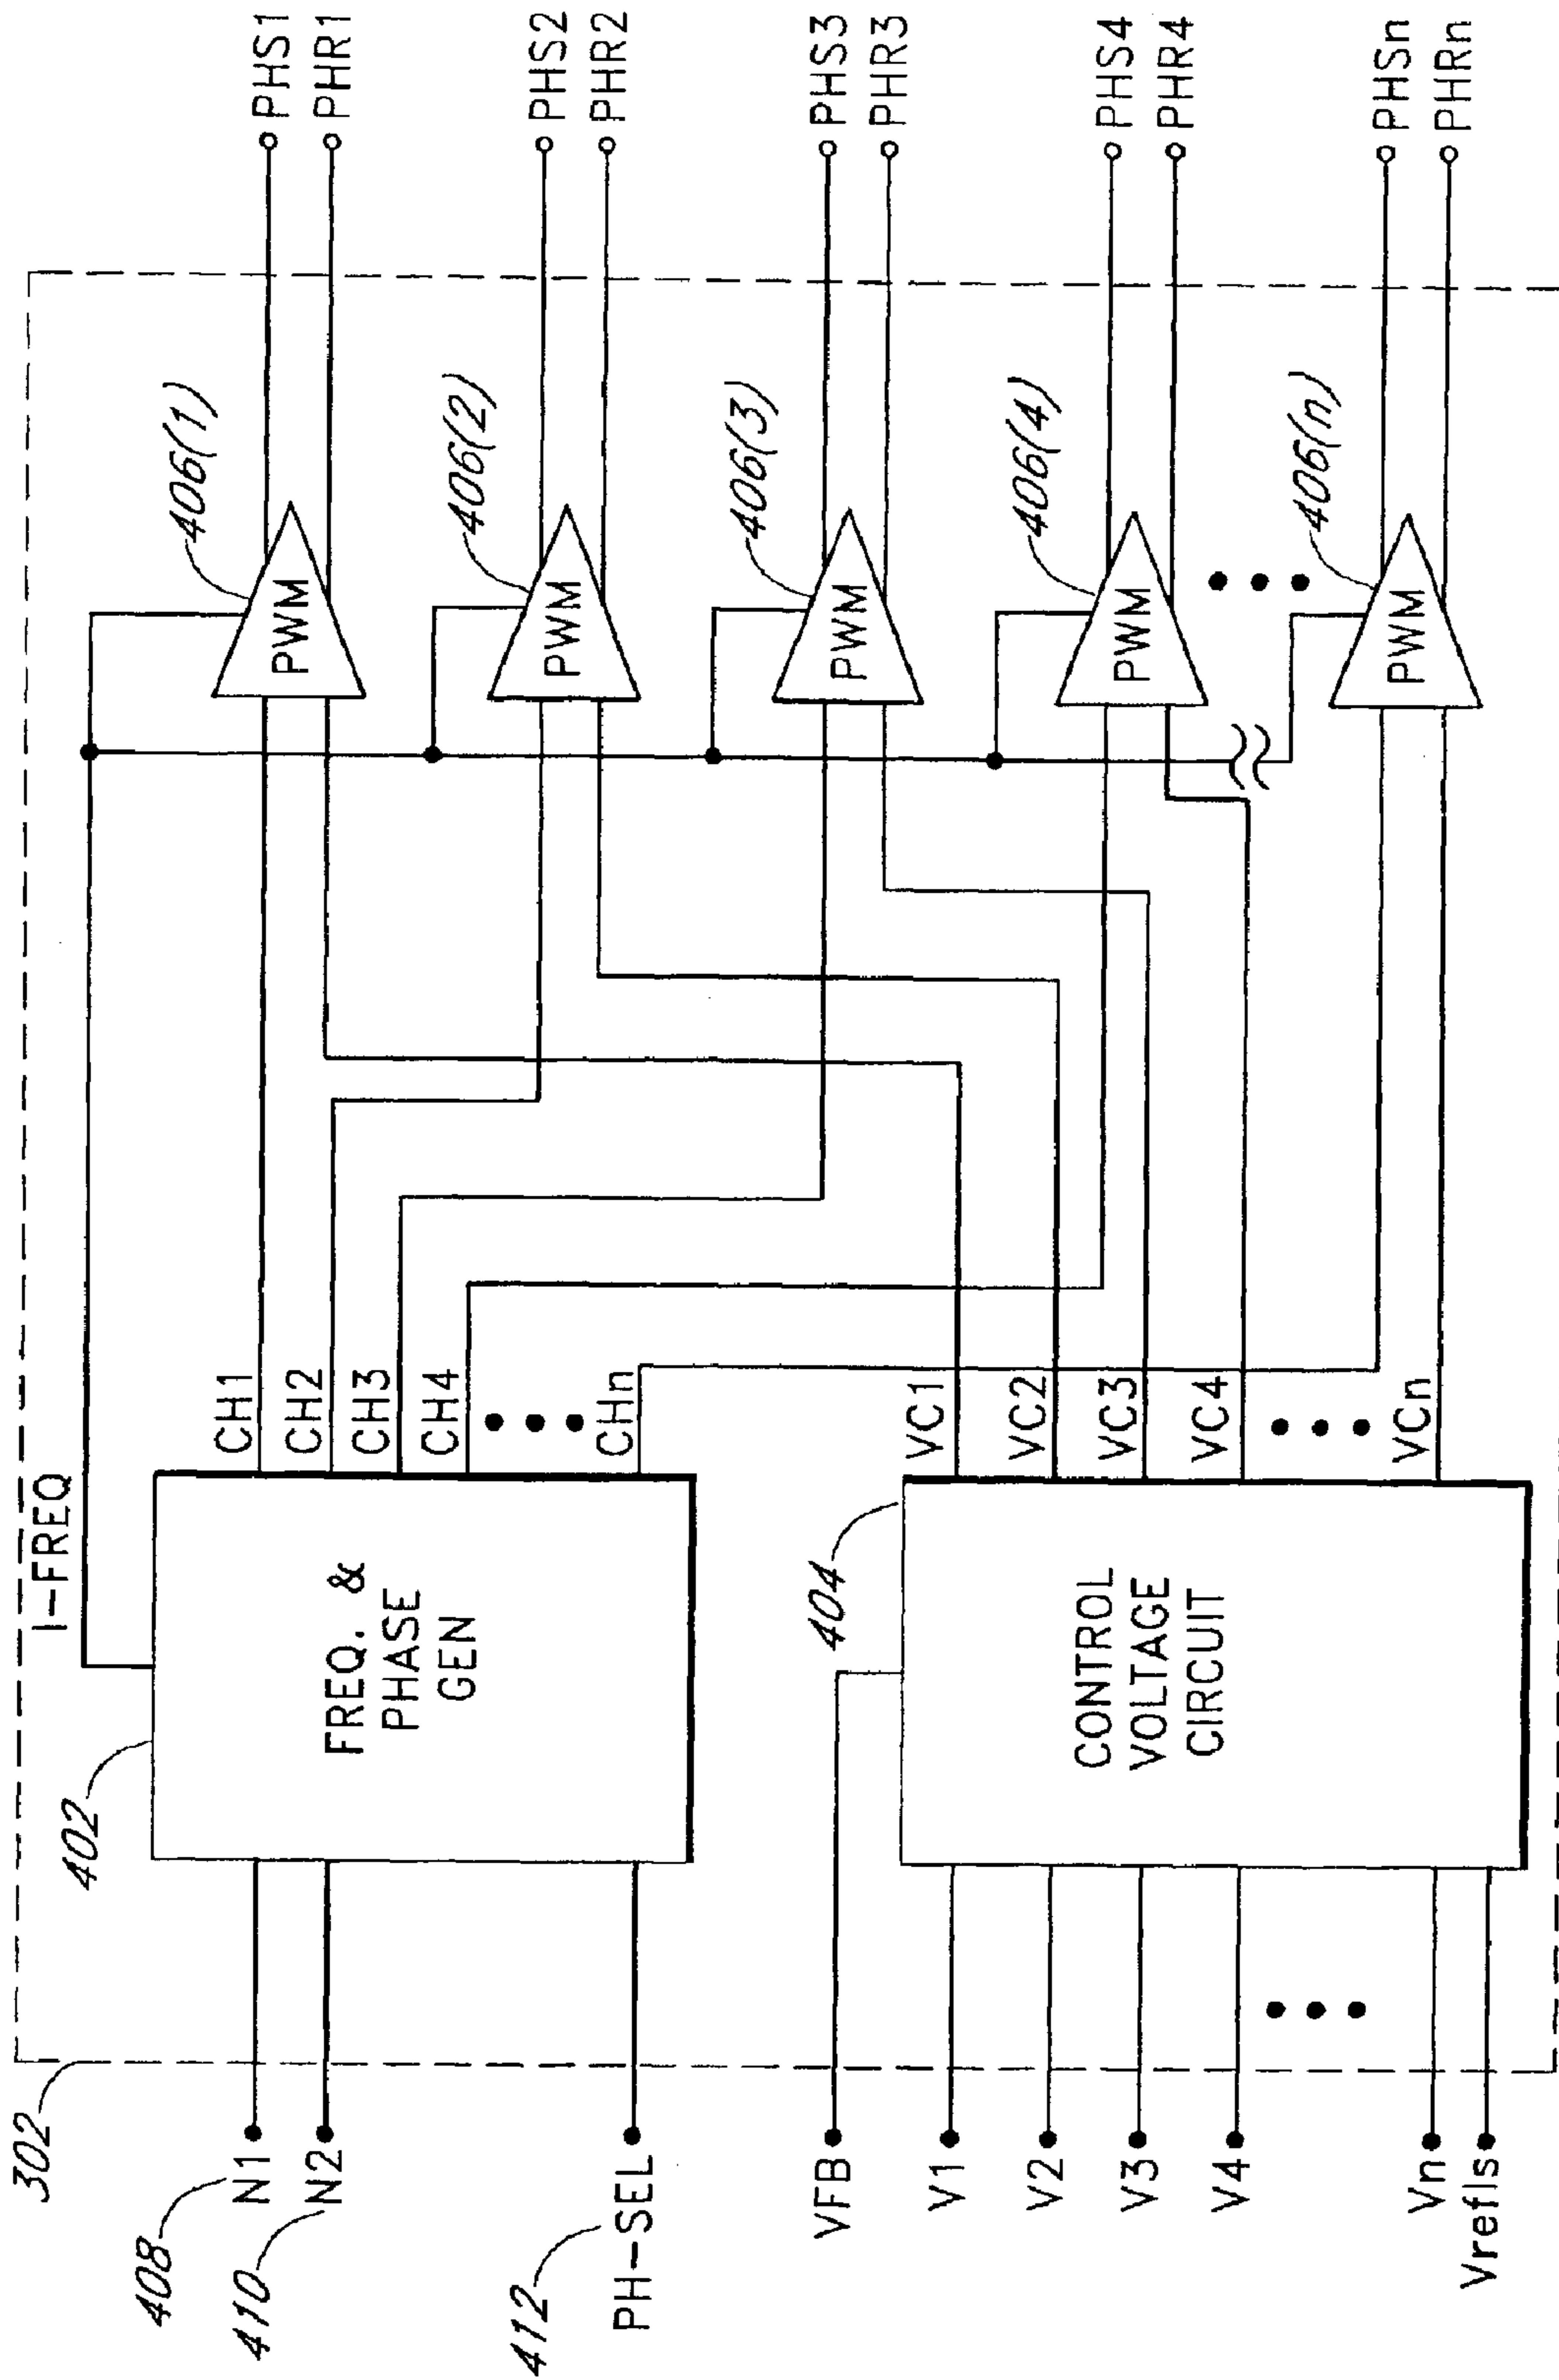 302
408
N1
410
N2
412
PH-SEL
VFB
V1
V2
V3
V4
Vn
Vrefls
402
FREQ. &
PHASE
GEN
I-FREQ
CH1
CH2
CH3
CH4
CHn
404
CONTROL
VOLTAGE
CIRCUIT
VC1
VC2
VC3
VC4
VCn
406(1)
PWM
406(2)
PWM
406(3)
PWM
406(4)
PWM
406(n)
PWM
PHS1
PHR1
PHS2
PHR2
PHS3
PHR3
PHS4
PHR4
PHSn
PHRn